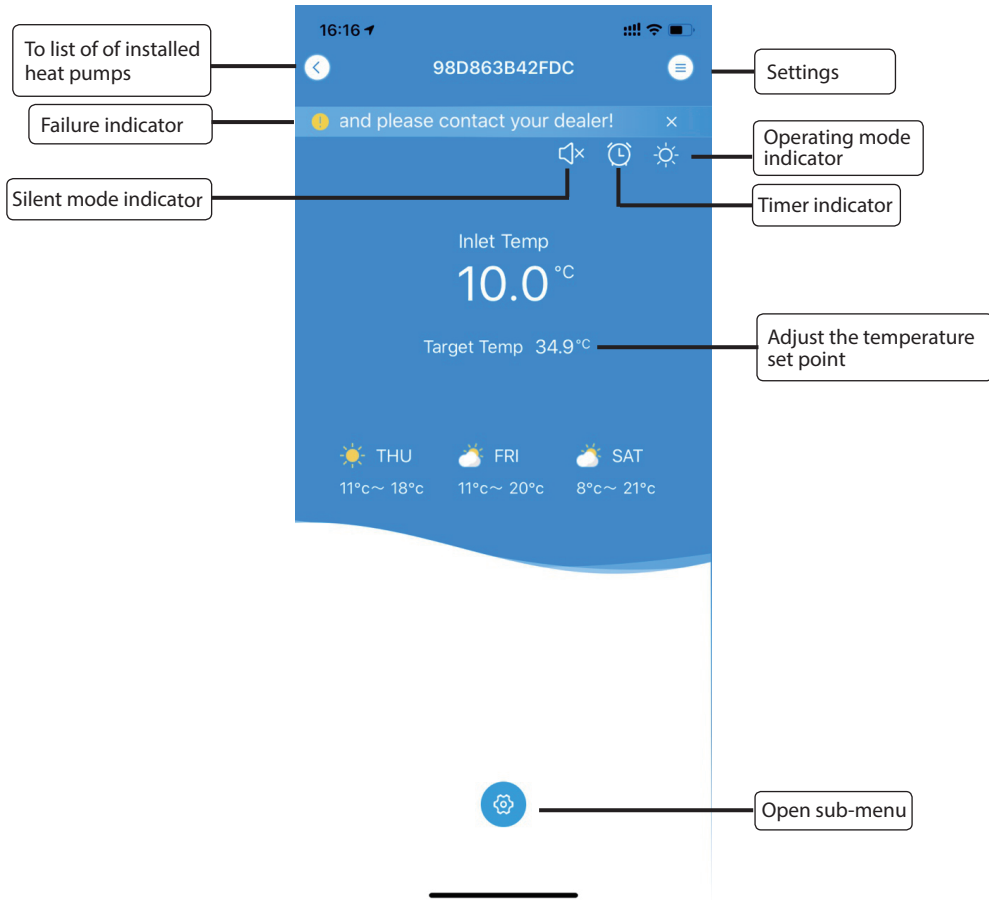 16:16
To list of of installed
heat pumps
98D863B42FDC
Settings
Failure indicator
and please contact your dealer!
Operating mode
indicator
Silent mode indicator
Timer indicator
Inlet Temp
10.0 °C
Target Temp 34.9°C
Adjust the temperature
set point
THU FRI SAT
11°c~ 18°c 11°c~ 20°c 8°c~ 21°c
Open sub-menu